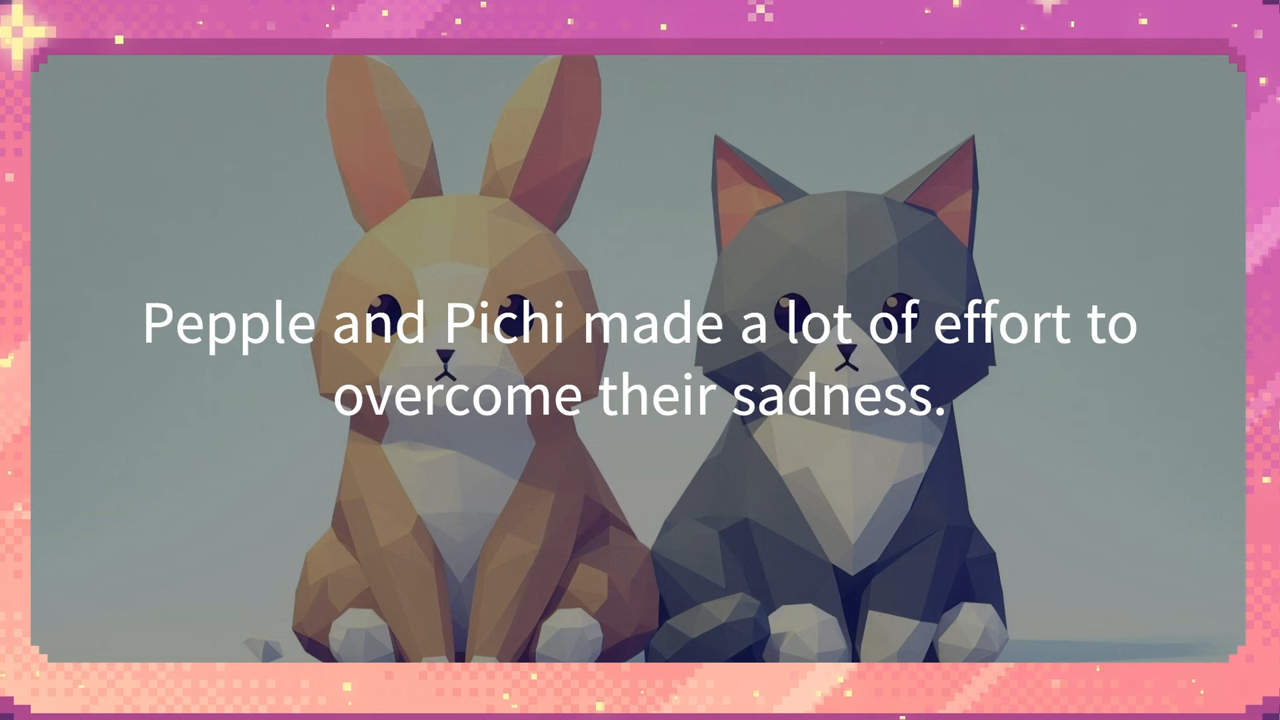 Pepple and Pichi made a lot of effort to
overcome their sadness.